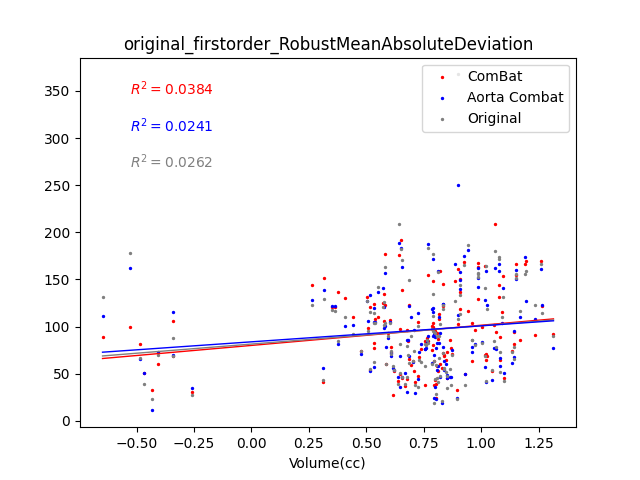 original_firstorder_RobustMeanAbsoluteDeviation
R² = 0.0384
R² = 0.0241
R² = 0.0262
ComBat
Aorta Combat
Original
350
300
250
200
150
100
50
0
−0.50 −0.25 0.00 0.25 0.50 0.75 1.00 1.25
Volume(cc)